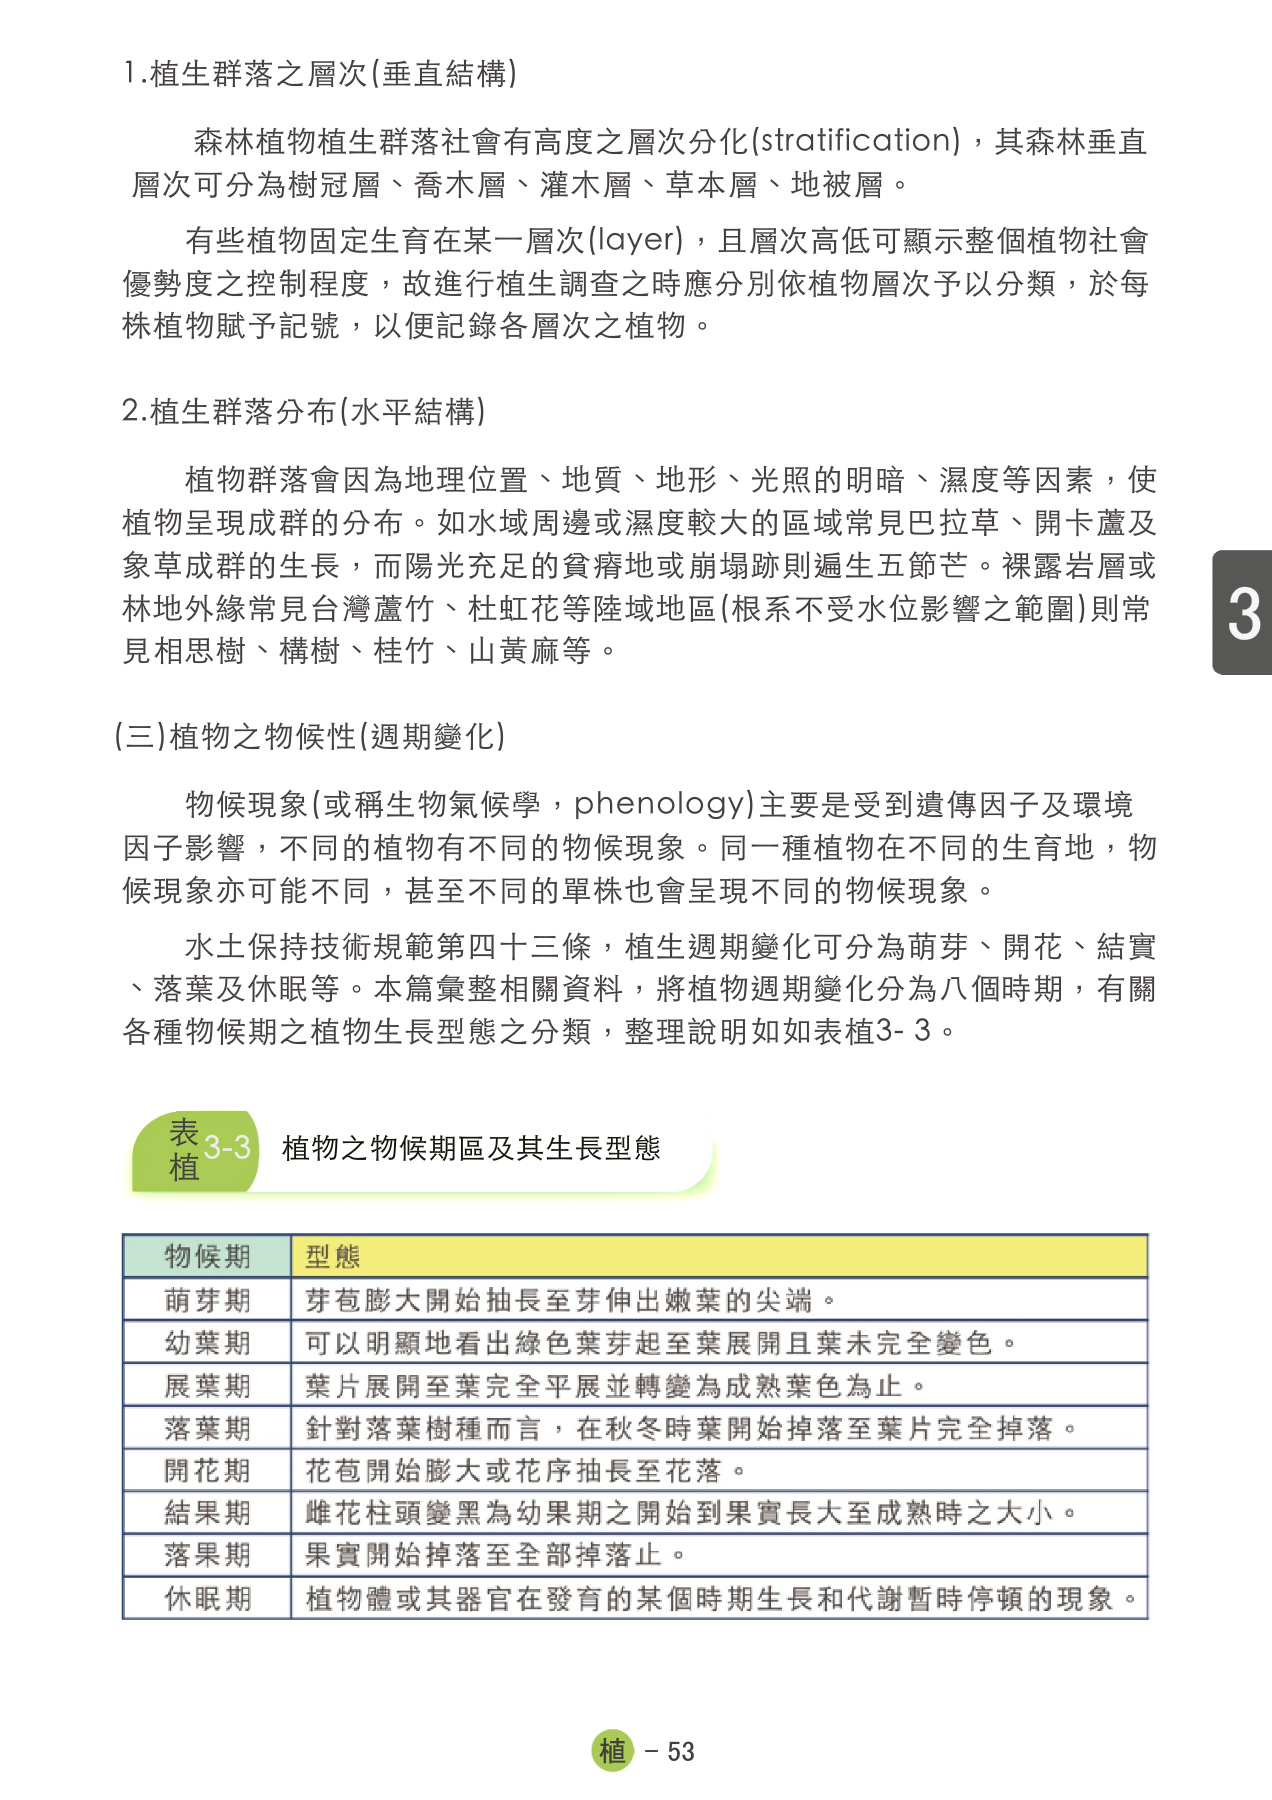 1.植生群落之層次(垂直結構)
森林植物植生群落社會有高度之層次分化(stratification)，其森林垂直
層次可分為樹冠層、喬木層、灌木層、草本層、地被層。
有些植物固定生育在某一層次(layer)，且層次高低可顯示整個植物社會
優勢度之控制程度，故進行植生調查之時應分別依植物層次予以分類，於每
株植物賦予記號，以便記錄各層次之植物。
2.植生群落分布(水平結構)
植物群落會因為地理位置、地質、地形、光照的明暗、濕度等因素，使
植物呈現成群的分布。如水域周邊或濕度較大的區域常見巴拉草、開卡蘆及
象草成群的生長，而陽光充足的貧瘠地或崩塌跡則遍生五節芒。裸露岩層或
林地外緣常見台灣蘆竹、杜虹花等陸域地區(根系不受水位影響之範圍)則常
見相思樹、構樹、桂竹、山黃麻等。
3
(三)植物之物候性(週期變化)
物候現象(或稱生物氣候學，phenology)主要是受到遺傳因子及環境
因子影響，不同的植物有不同的物候現象。同一種植物在不同的生育地，物
候現象亦可能不同，甚至不同的單株也會呈現不同的物候現象。
水土保持技術規範第四十三條，植生週期變化可分為萌芽、開花、結實
、落葉及休眠等。本篇彙整相關資料，將植物週期變化分為八個時期，有關
各種物候期之植物生長型態之分類，整理說明如如表植3- 3。
表植3-3 植物之物候期區及其生長型態
物候期 型態
萌芽期 芽苞膨大開始抽長至芽伸出嫩葉的尖端。
幼葉期 可以明顯地看出綠色葉芽起至葉展開且葉未完全變色。
展葉期 葉片展開至葉完全平展並轉變為成熟葉色為止。
落葉期 針對落葉樹種而言，在秋冬時葉開始掉落至葉片完全掉落。
開花期 花苞開始膨大或花序抽長至花落。
結果期 雌花柱頭變黑為幼果期之開始到果實長大至成熟時之大小。
落果期 果實開始掉落至全部掉落止。
休眠期 植物體或其器官在發育的某個時期生長和代謝暫時停頓的現象。
植 - 53